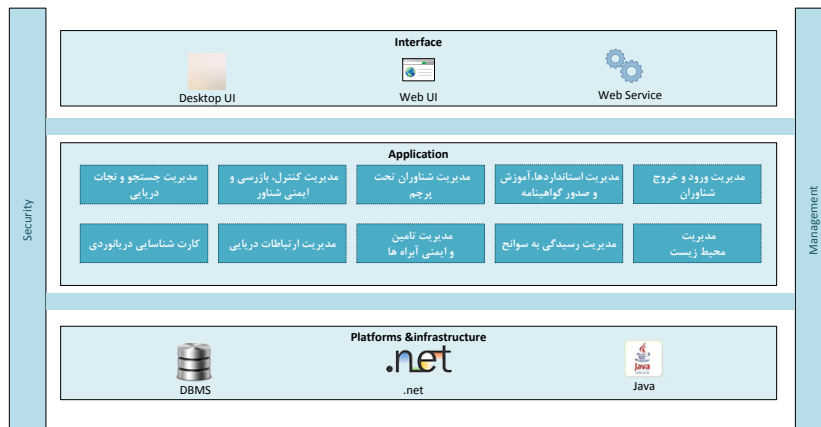 Security
Interface
Desktop UI
Web UI
Web Service
Application
مدیریت ورود و خروج
شناوران
مدیریت استانداردها،آموزش
و صدور گواهینامه
مدیریت شناوران تحت
پرچم
مدیریت کنترل، بازرسی و
ایمنی شناور
مدیریت جستجو و نجات
دریایی
مدیریت
محیط زیست
مدیریت رسیدگی به سوانح
مدیریت تامین
و ایمنی آبراه ها
مدیریت ارتباطات دریایی
کارت شناسایی دریانوردی
Platforms &infrastructure
DBMS
.net
.net
Java
Java
Management